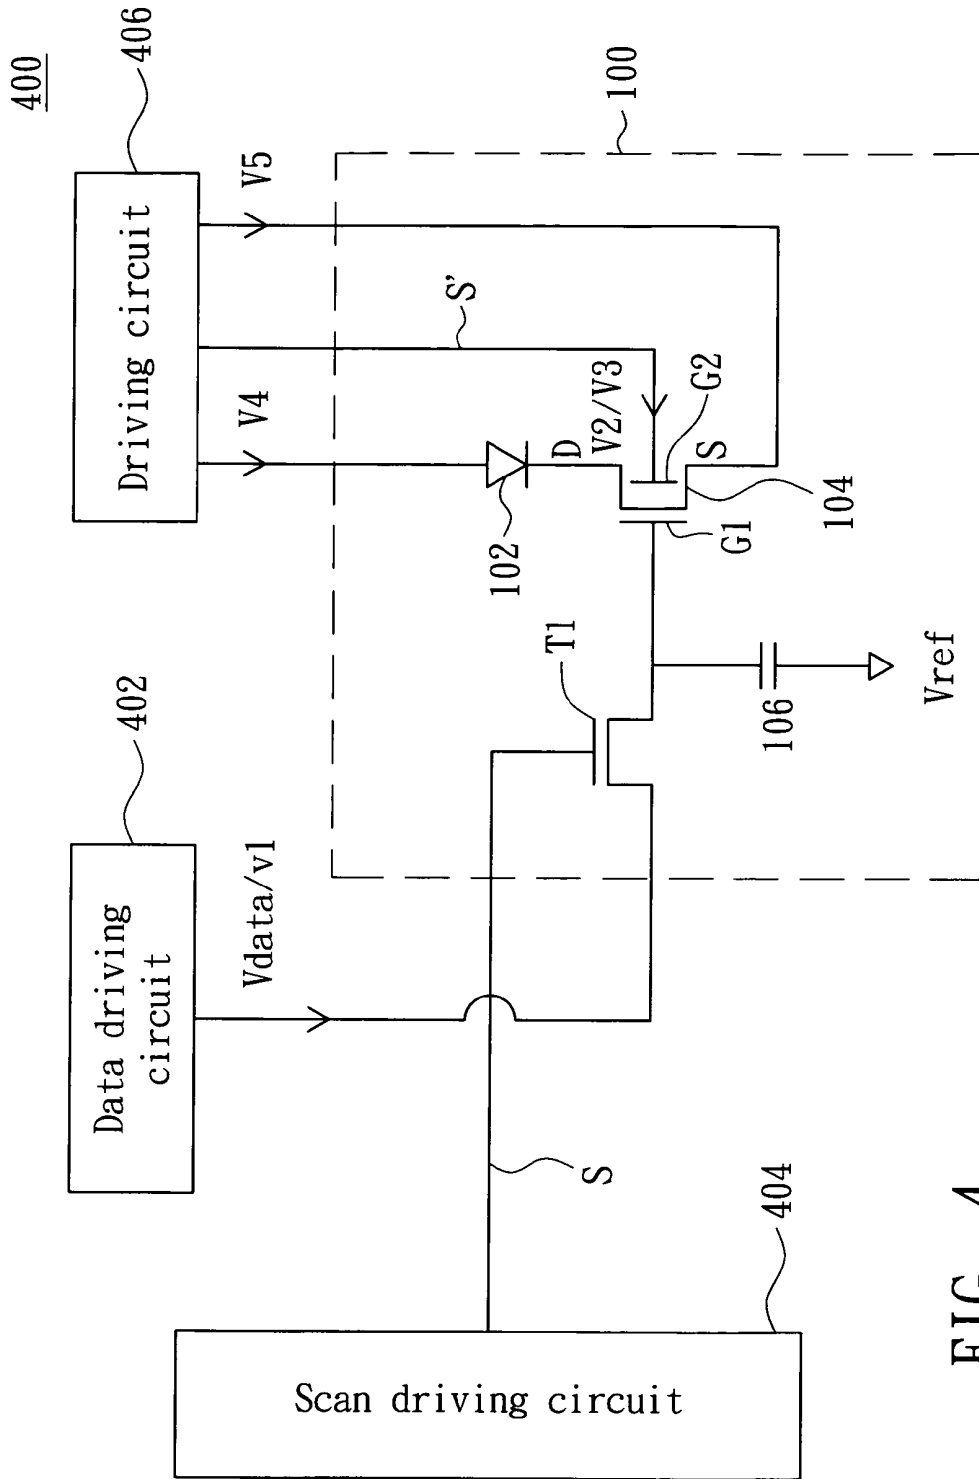 400
Driving circuit
406
Data driving
circuit
402
Scan driving circuit
404
V5
V4
S'
Vdata/v1
S
100
102
D
V2/V3
G2
S
104
G1
T1
106
Vref
FIG. 4